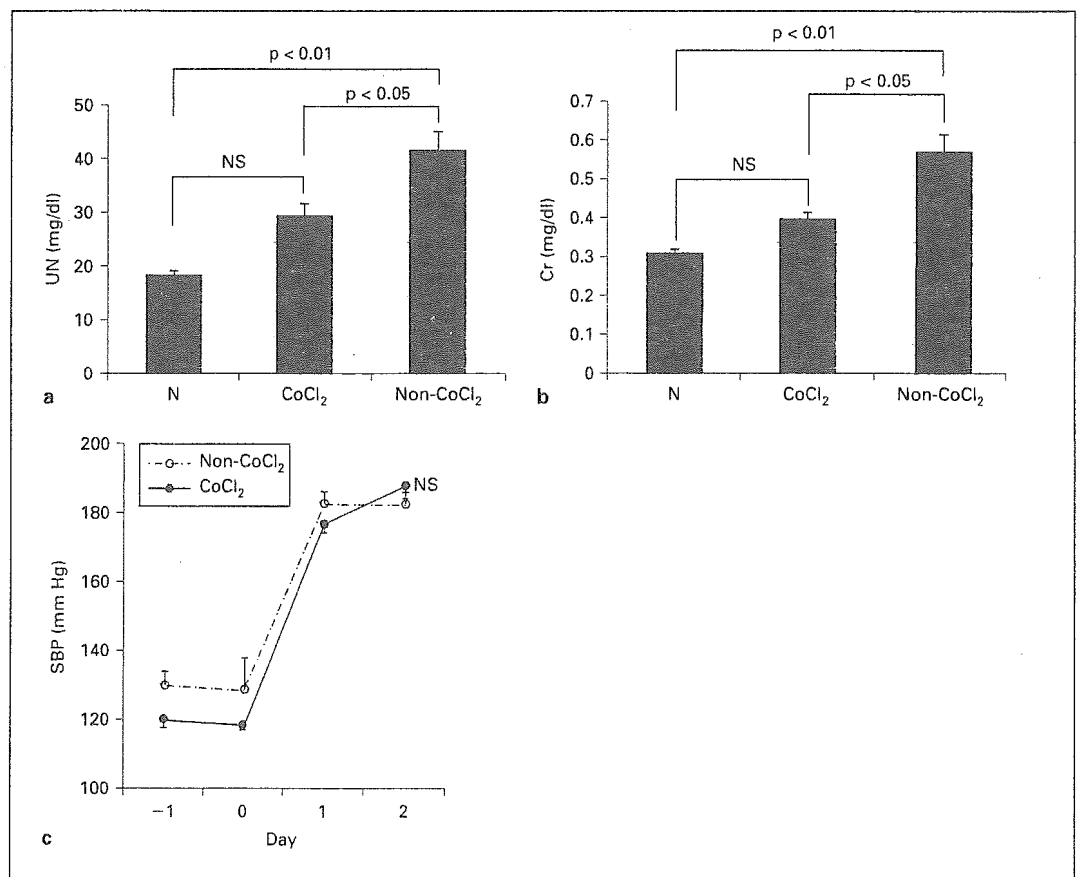 p < 0.01
p < 0.05
NS
UN (mg/dl)
50
40
30
20
10
0
N
CoCl₂
Non-CoCl₂
a
p < 0.01
p < 0.05
NS
Cr (mg/dl)
0.7
0.6
0.5
0.4
0.3
0.2
0.1
0
N
CoCl₂
Non-CoCl₂
b
Non-CoCl₂
CoCl₂
NS
SBP (mm Hg)
200
180
160
140
120
100
−1
0
1
2
Day
c